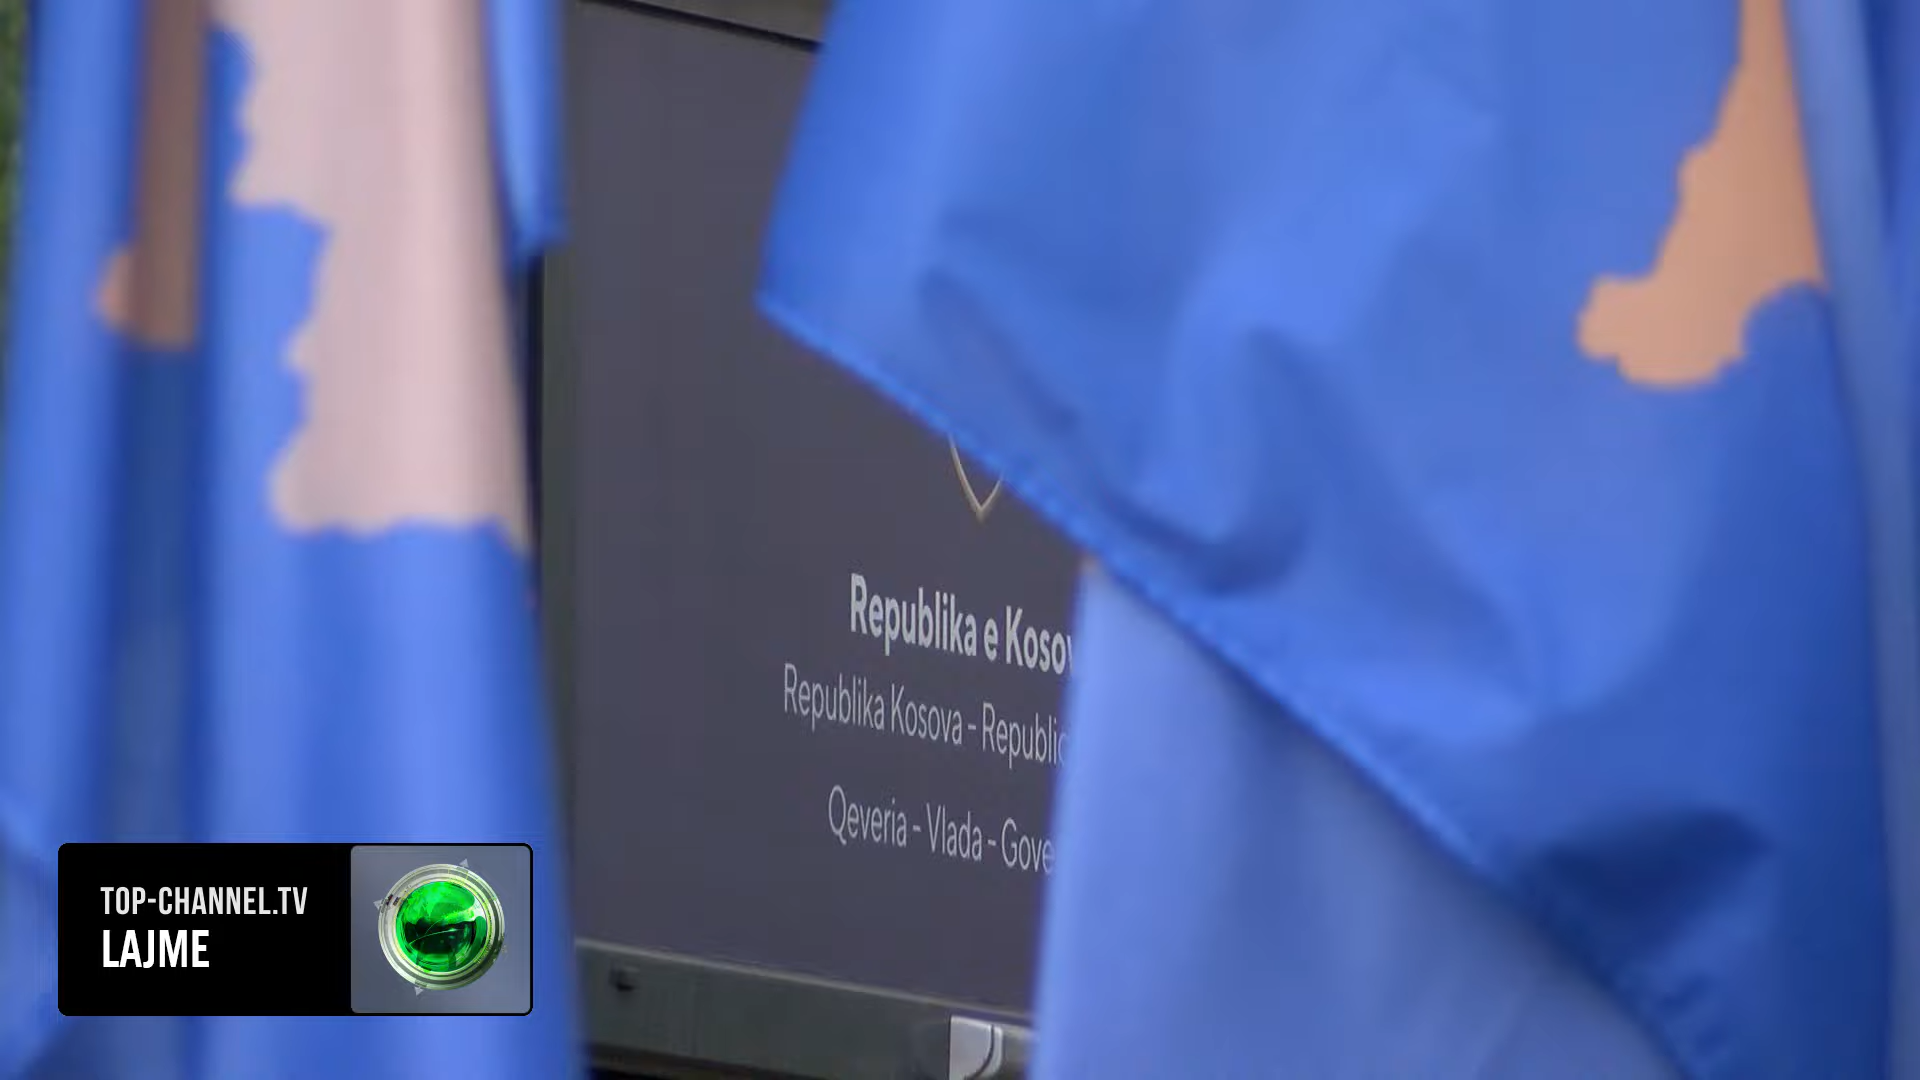 Republika e Kosov
Republika Kosova - Republic
Qeveria - Vlada - Gove
TOP-CHANNEL.TV
LAJME